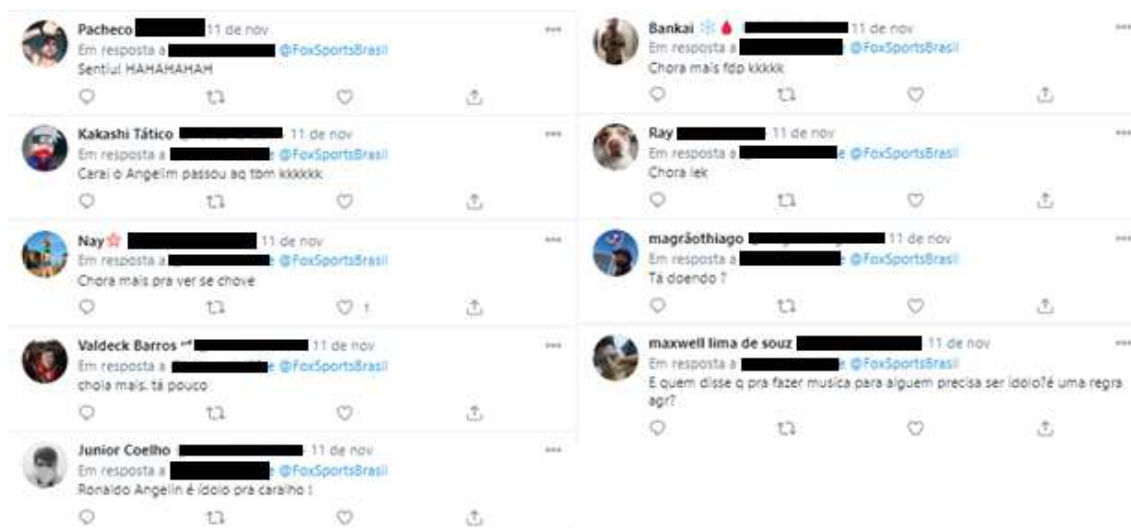 Pacheco 11 de nov
Em resposta a @FoxSportsBrasil
Sentiu! HAHAHAHAH
Kakashi Tático 11 de nov
Em resposta a @FoxSportsBrasil
Carai o Angelim passou aq tbm kkkkkk
Nay 11 de nov
Em resposta a @FoxSportsBrasil
Chora mais pra ver se chove
1
Valdeck Barros 11 de nov
Em resposta a @FoxSportsBrasil
chola mais. tá pouco
Junior Coelho 11 de nov
Em resposta a @FoxSportsBrasil
Ronaldo Angelin é ídolo pra caralho !
Bankai 11 de nov
Em resposta a @FoxSportsBrasil
Chora mais fdp kkkkk
Ray 11 de nov
Em resposta a @FoxSportsBrasil
Chora lek
magrãothiago 11 de nov
Em resposta a @FoxSportsBrasil
Tá doendo ?
maxwell lima de souz 11 de nov
Em resposta a @FoxSportsBrasil
E quem disse q pra fazer musica para alguem precisa ser ídolo?é uma regra
agr?